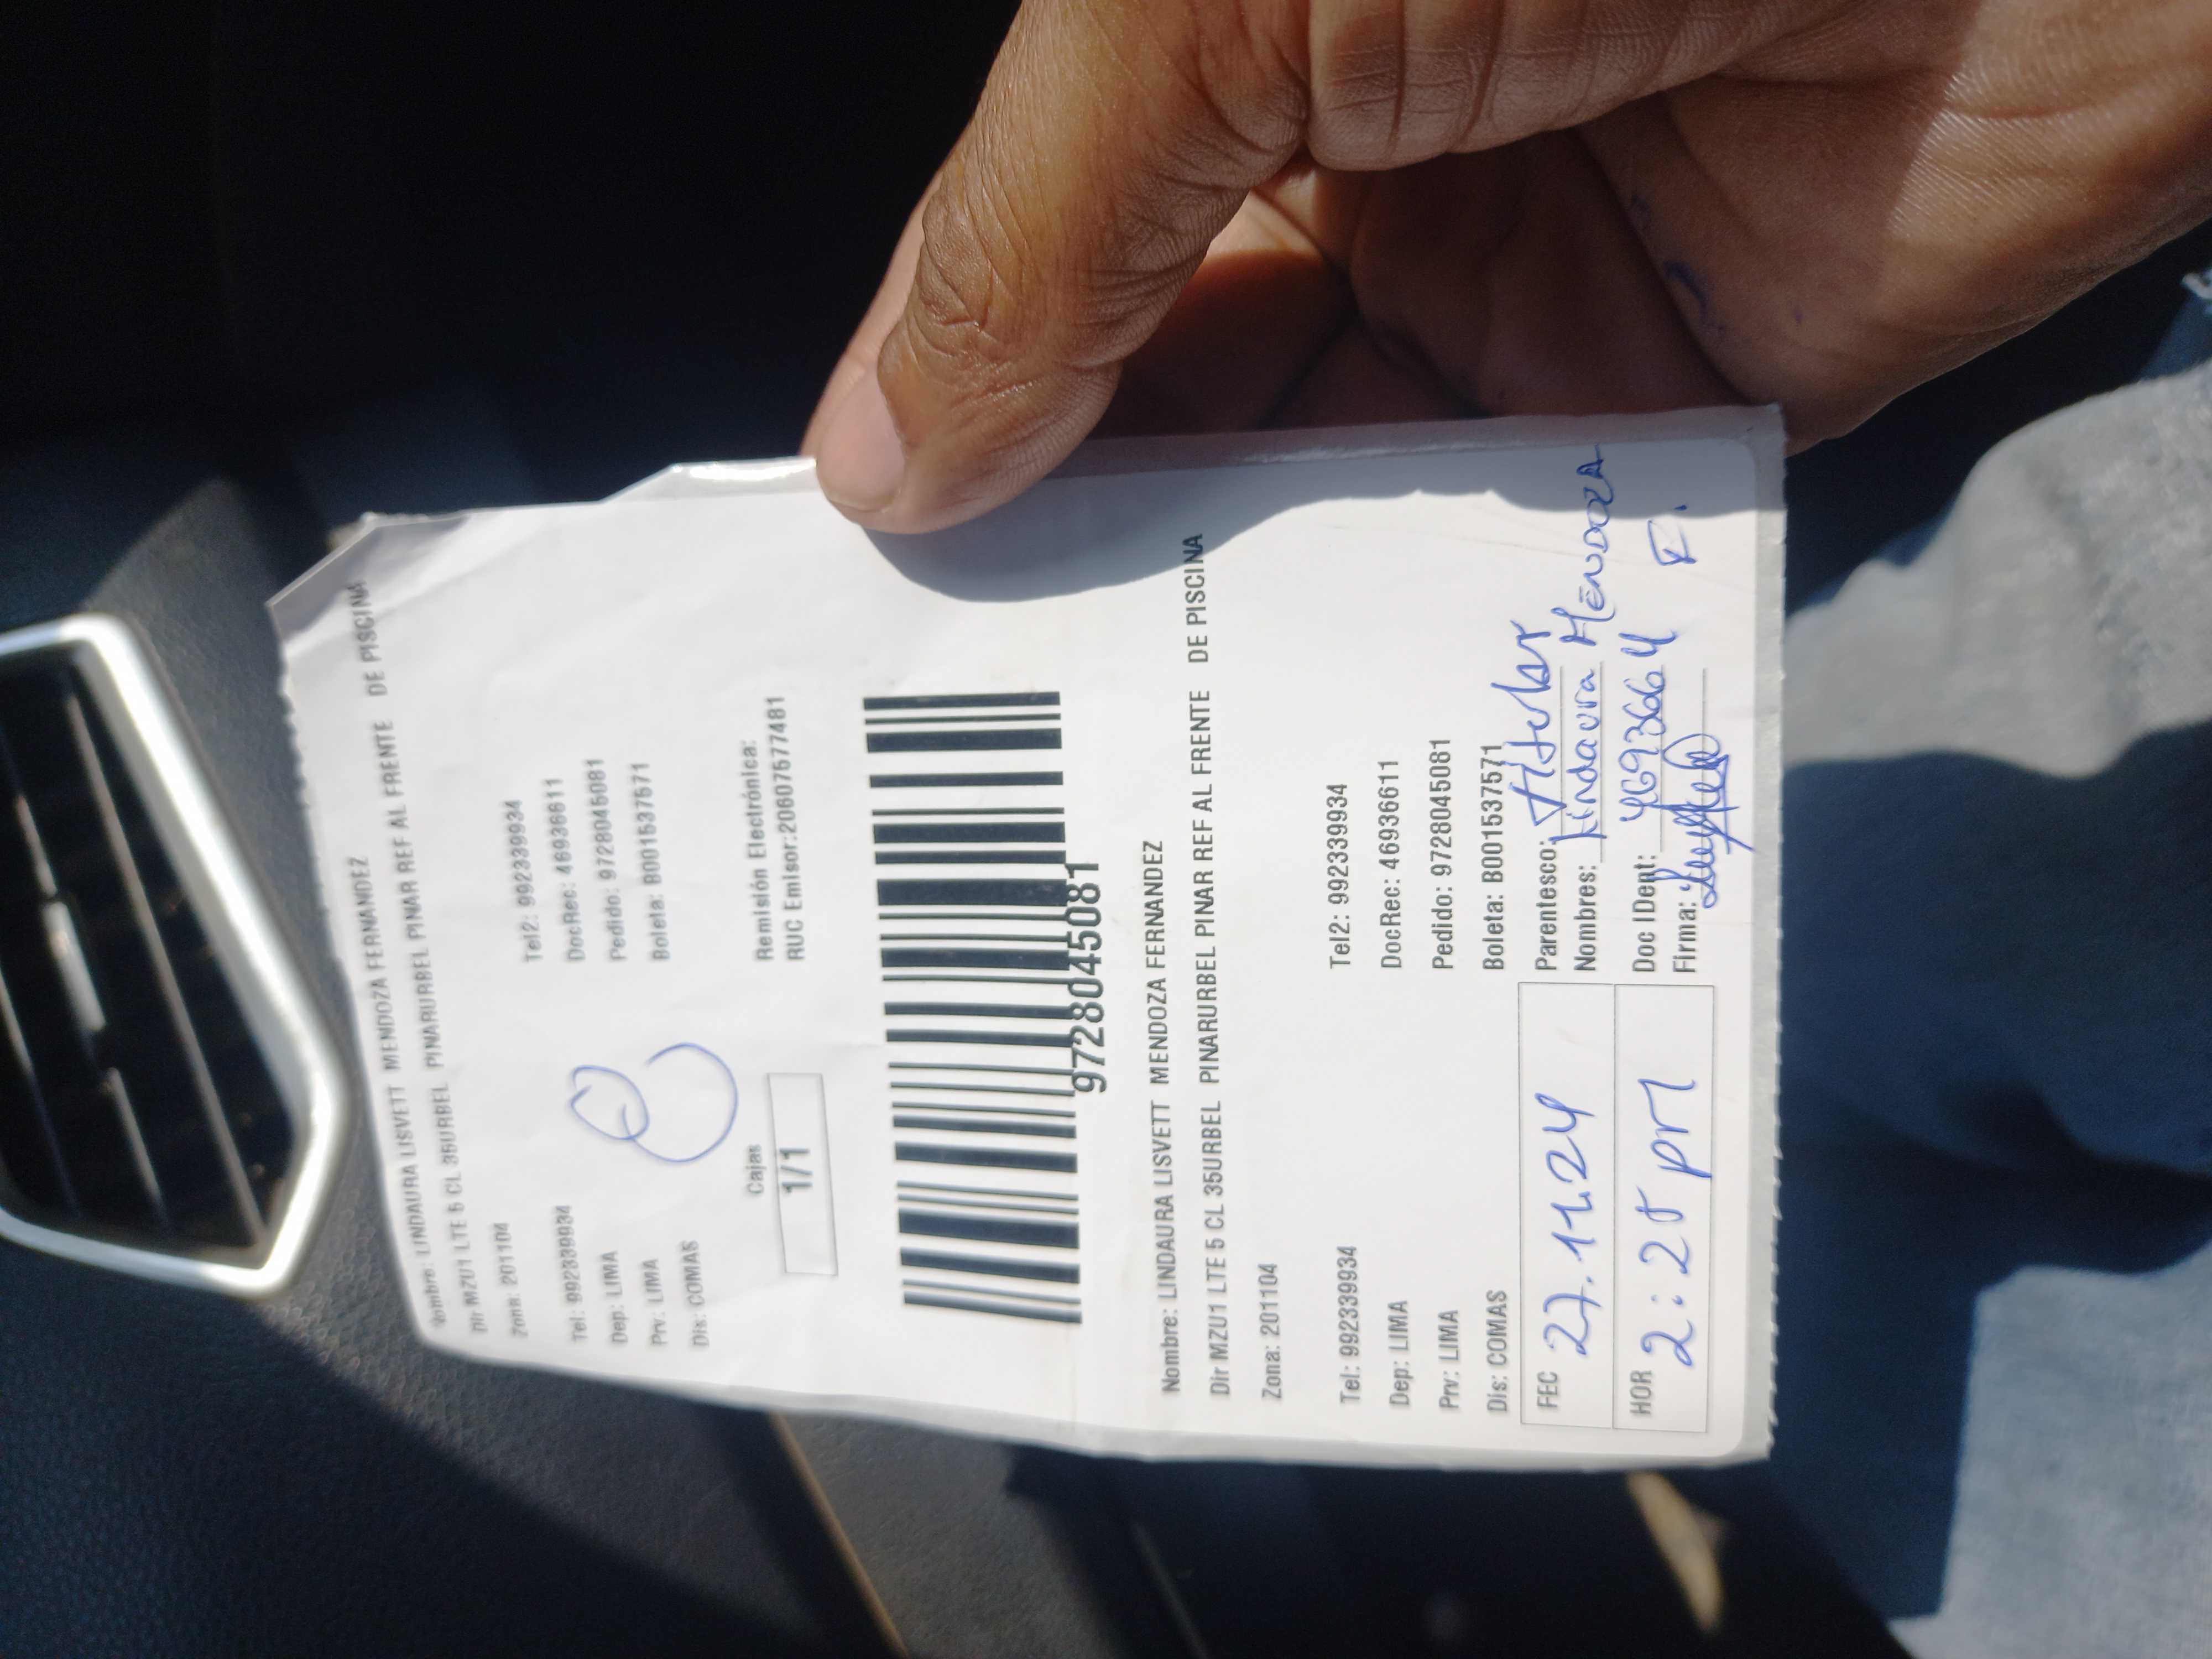 Nombre: LINDAURA LISVETT MENDOZA FERNANDEZ
Dir MZU1 LTE 5 CL 35URBEL PINARURBEL PINAR REF AL FRENTE DE PISCINA
Zona: 201104
Tel: 992339934 Tel2: 992339934
Dep: LIMA DocRec: 46936611
Prv: LIMA Pedido: 9728045081
Dis: COMAS Boleta: B001537571
Cajas Remisión Electrónica:
1/1 RUC Emisor:20607577481
9728045081
Nombre: LINDAURA LISVETT MENDOZA FERNANDEZ
Dir MZU1 LTE 5 CL 35URBEL PINARURBEL PINAR REF AL FRENTE DE PISCINA
Zona: 201104
Tel: 992339934 Tel2: 992339934
Dep: LIMA DocRec: 46936611
Prv: LIMA Pedido: 9728045081
Dis: COMAS Boleta: B001537571
FEC 27.11.24 Parentesco:
Nombres: Lindaura Mendoza F.
HOR 2:25 pm Doc IDent:
Firma: